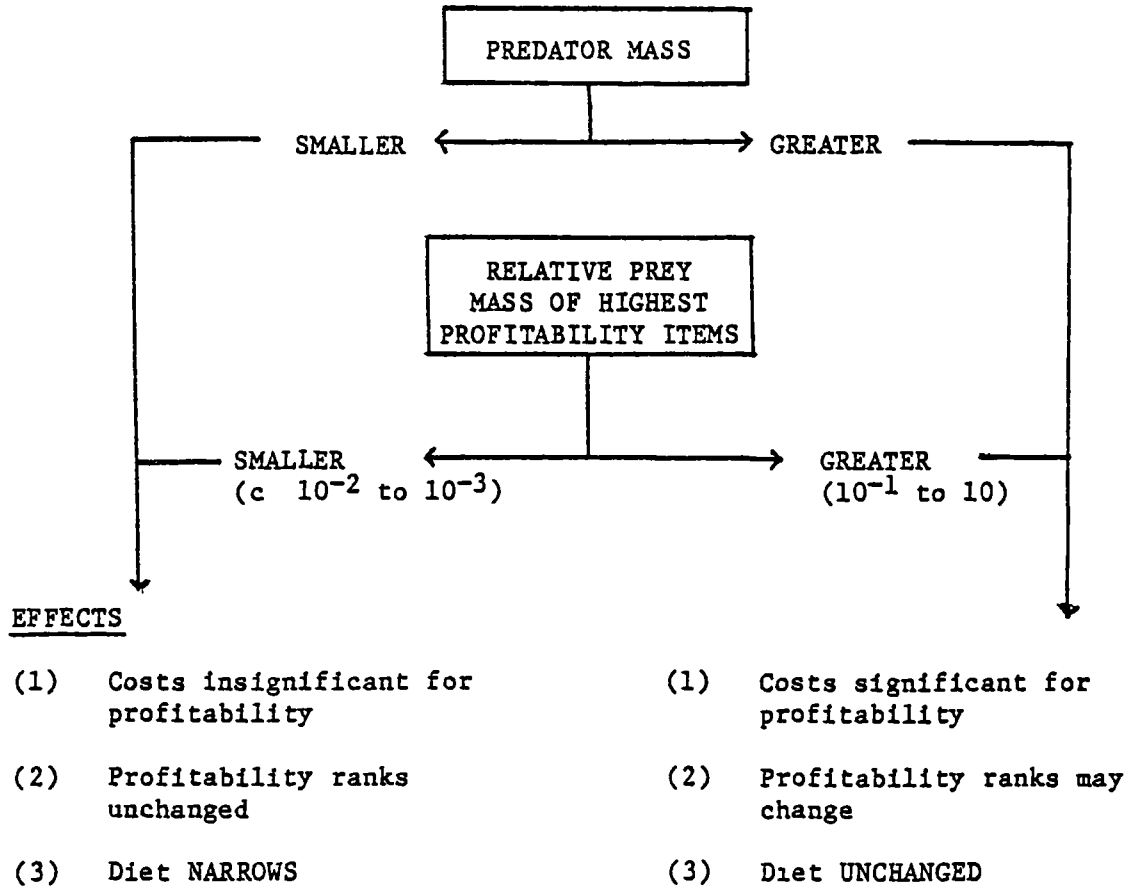 PREDATOR MASS
SMALLER GREATER
RELATIVE PREY
MASS OF HIGHEST
PROFITABILITY ITEMS
SMALLER
(c 10⁻² to 10⁻³)
GREATER
(10⁻¹ to 10)
EFFECTS
(1) Costs insignificant for
profitability
(2) Profitability ranks
unchanged
(3) Diet NARROWS
(1) Costs significant for
profitability
(2) Profitability ranks may
change
(3) Diet UNCHANGED